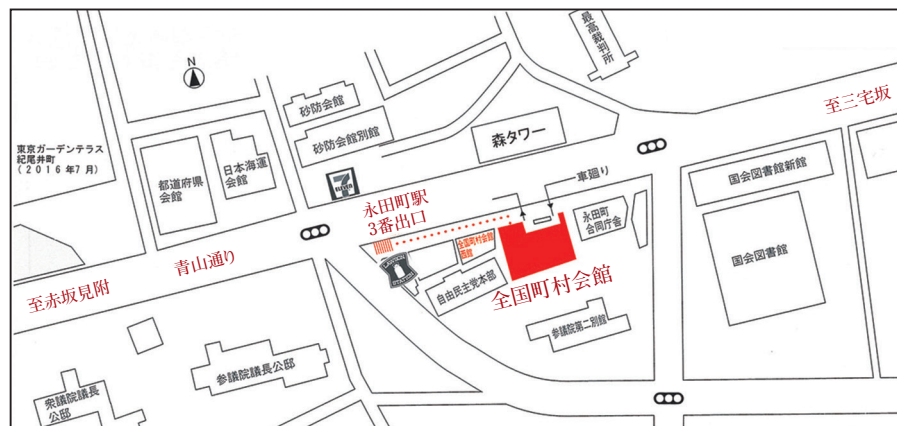 最高裁判所
N
至三宅坂
砂防会館
砂防会館別館
森タワー
東京ガーデンテラス
紀尾井町
(2016年7月)
都道府県
会館
日本海運
会館
7
ELEVEN
永田町駅
3番出口
車廻り
国会図書館新館
永田町
合同庁舎
全国町村会館
西館
青山通り
LAWSON
STATION
自由民主党本部
全国町村会館
国会図書館
至赤坂見附
参議院第二別館
参議院議長公邸
衆議院議長
公邸